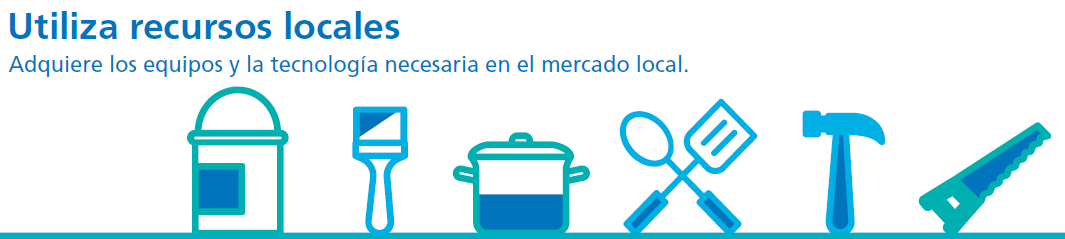 Utiliza recursos locales
Adquiere los equipos y la tecnología necesaria en el mercado local.